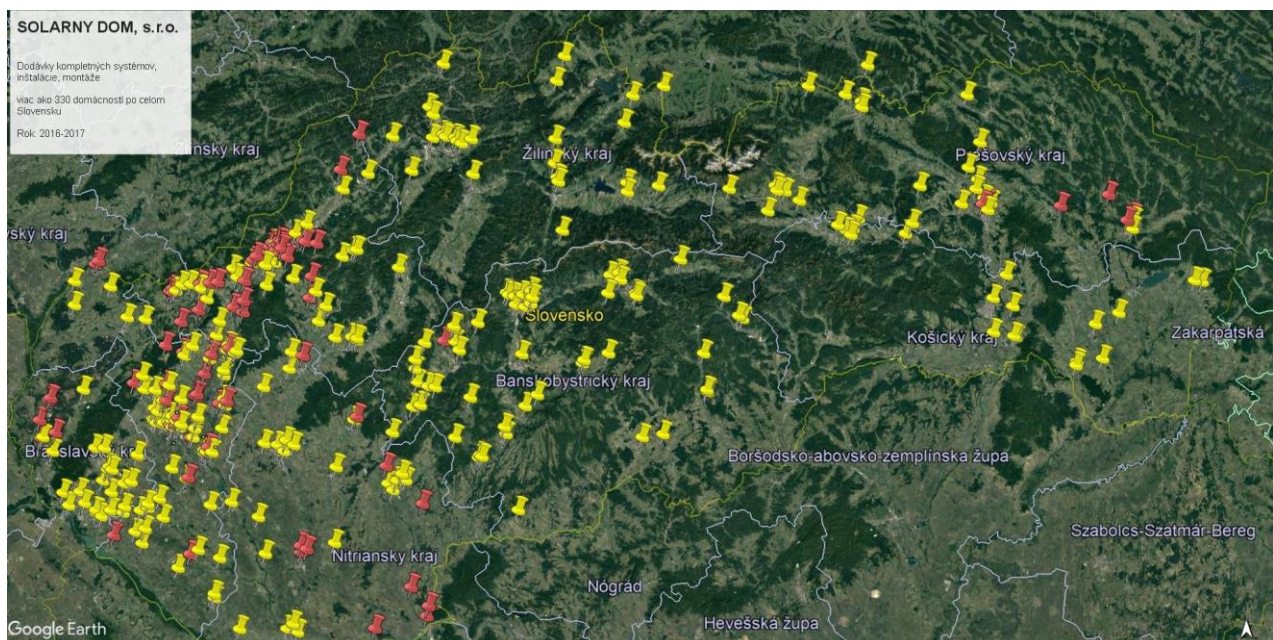 SOLARNY DOM, s.r.o.
Dodávky kompletných systémov,
inštalácie, montáže
viac ako 330 domácností po celom
Slovensku
Rok: 2016-2017
Žilinský kraj
Prešovský kraj
vský kraj
Slovensko
Košický kraj
Zakarpatská
Banskobystrický kraj
Boršodsko-abovsko-zemplínska župa
Szabolcs-Szatmár-Bereg
Nitriansky kraj
Nógrád
Hevešská župa
Google Earth